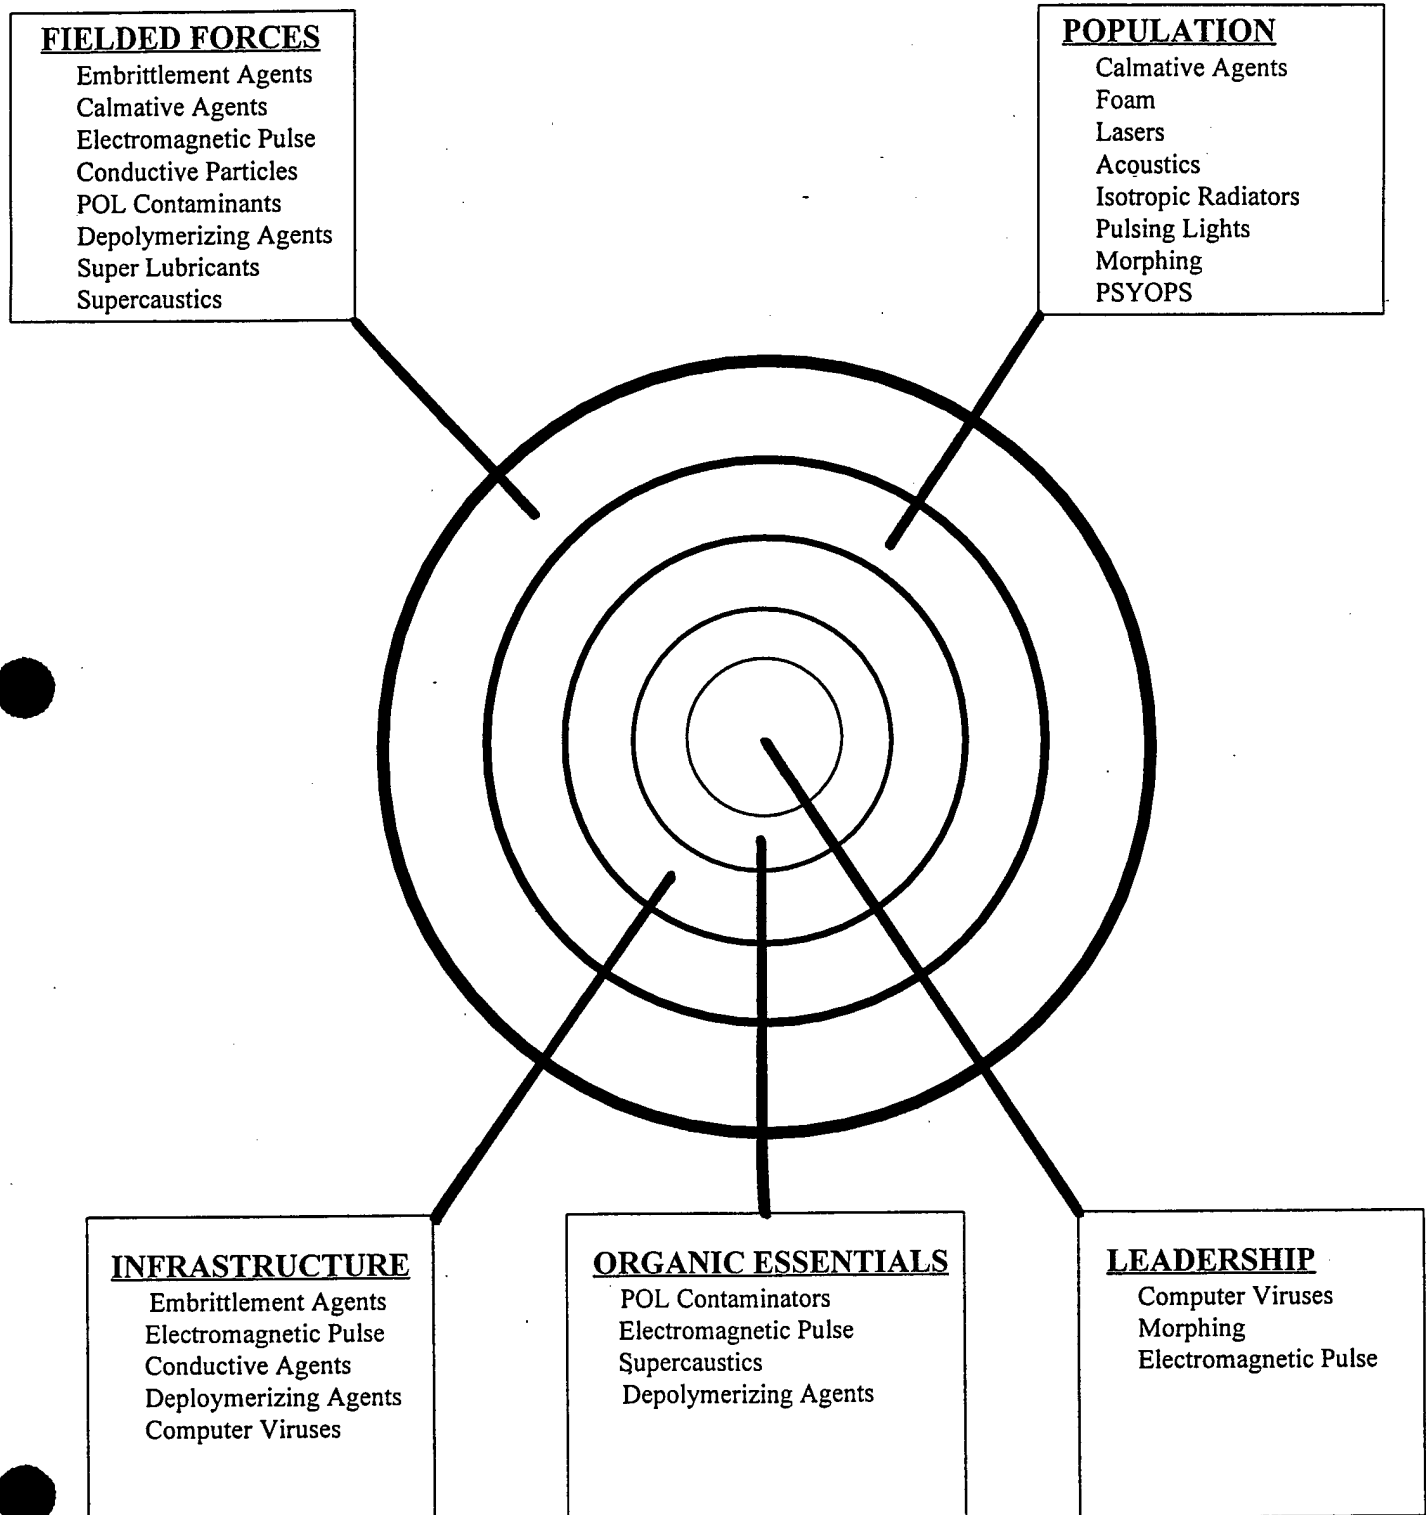 FIELDED FORCES
Embrittlement Agents
Calmative Agents
Electromagnetic Pulse
Conductive Particles
POL Contaminants
Depolymerizing Agents
Super Lubricants
Supercaustics
POPULATION
Calmative Agents
Foam
Lasers
Acoustics
Isotropic Radiators
Pulsing Lights
Morphing
PSYOPS
INFRASTRUCTURE
Embrittlement Agents
Electromagnetic Pulse
Conductive Agents
Deploymerizing Agents
Computer Viruses
ORGANIC ESSENTIALS
POL Contaminators
Electromagnetic Pulse
Supercaustics
Depolymerizing Agents
LEADERSHIP
Computer Viruses
Morphing
Electromagnetic Pulse